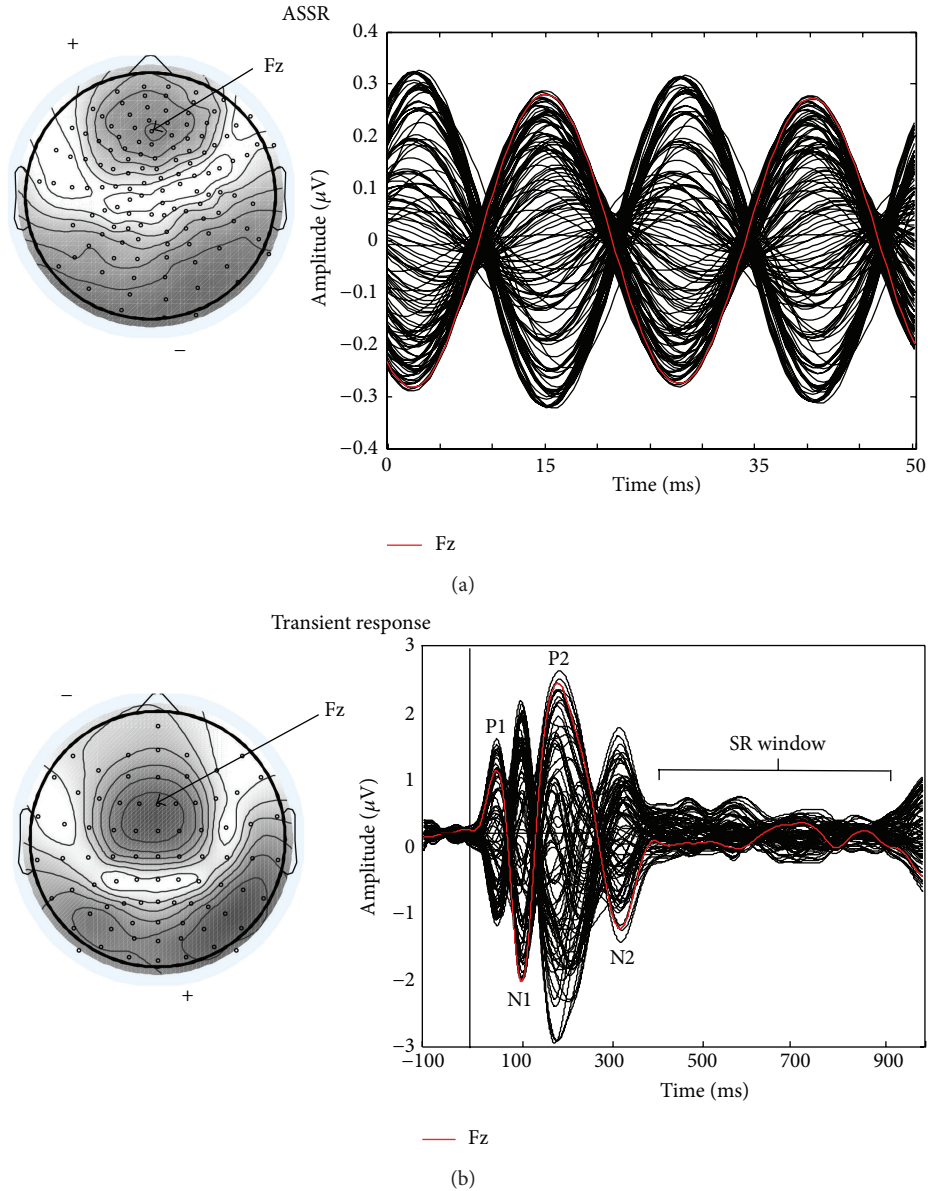 ASSR
+
Fz
−
Amplitude (μV)
0.4
0.3
0.2
0.1
0
−0.1
−0.2
−0.3
−0.4
0 15 35 50
Time (ms)
Fz
(a)
Transient response
−
Fz
+
Amplitude (μV)
3
2
1
0
−1
−2
−3
P1
P2
N1
N2
SR window
−100 100 300 500 700 900
Time (ms)
Fz
(b)